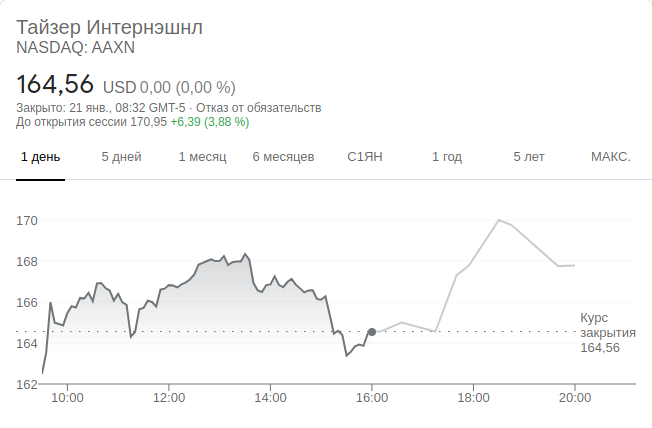 Тайзер Интернэшнл
NASDAQ: AAXN
164,56 USD 0,00 (0,00 %)
Закрыто: 21 янв., 08:32 GMT-5 · Отказ от обязательств
До открытия сессии 170,95 +6,39 (3,88 %)
1 день 5 дней 1 месяц 6 месяцев С1ЯН 1 год 5 лет МАКС.
170
168
166
164
162
Курс
закрытия
164,56
10:00 12:00 14:00 16:00 18:00 20:00